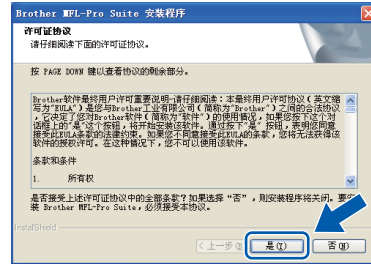 Brother MFL-Pro Suite 安装程序
许可证协议
请仔细阅读下面的许可证协议。
按 PAGE DOWN 键以查看协议的剩余部分。
Brother软件最终用户许可重要说明-请仔细阅读：本最终用户许可协议（英文缩
写为"EULA"）是您与Brother工业有限公司（简称为"Brother"）之间的合法协议
，它决定了您对Brother软件（简称为"软件"）的使用情况，如果您按下这个对
话框上的"是"这个按钮，将开始安装该软件。通过按下"是"按钮，表明您同意
接受此EULA条款的法律约束。如果您不同意接受此EULA的条款，您将无法获得该
软件的授权许可。在这种情况下，您不可以使用该软件。
条款和条件
1. 所有权
是否接受上述许可证协议中的全部条款？如果选择"否"，则安装程序将关闭。要安
装 Brother MFL-Pro Suite，必须接受本协议。
InstallShield
<上一步(B)
是(Y)
否(N)